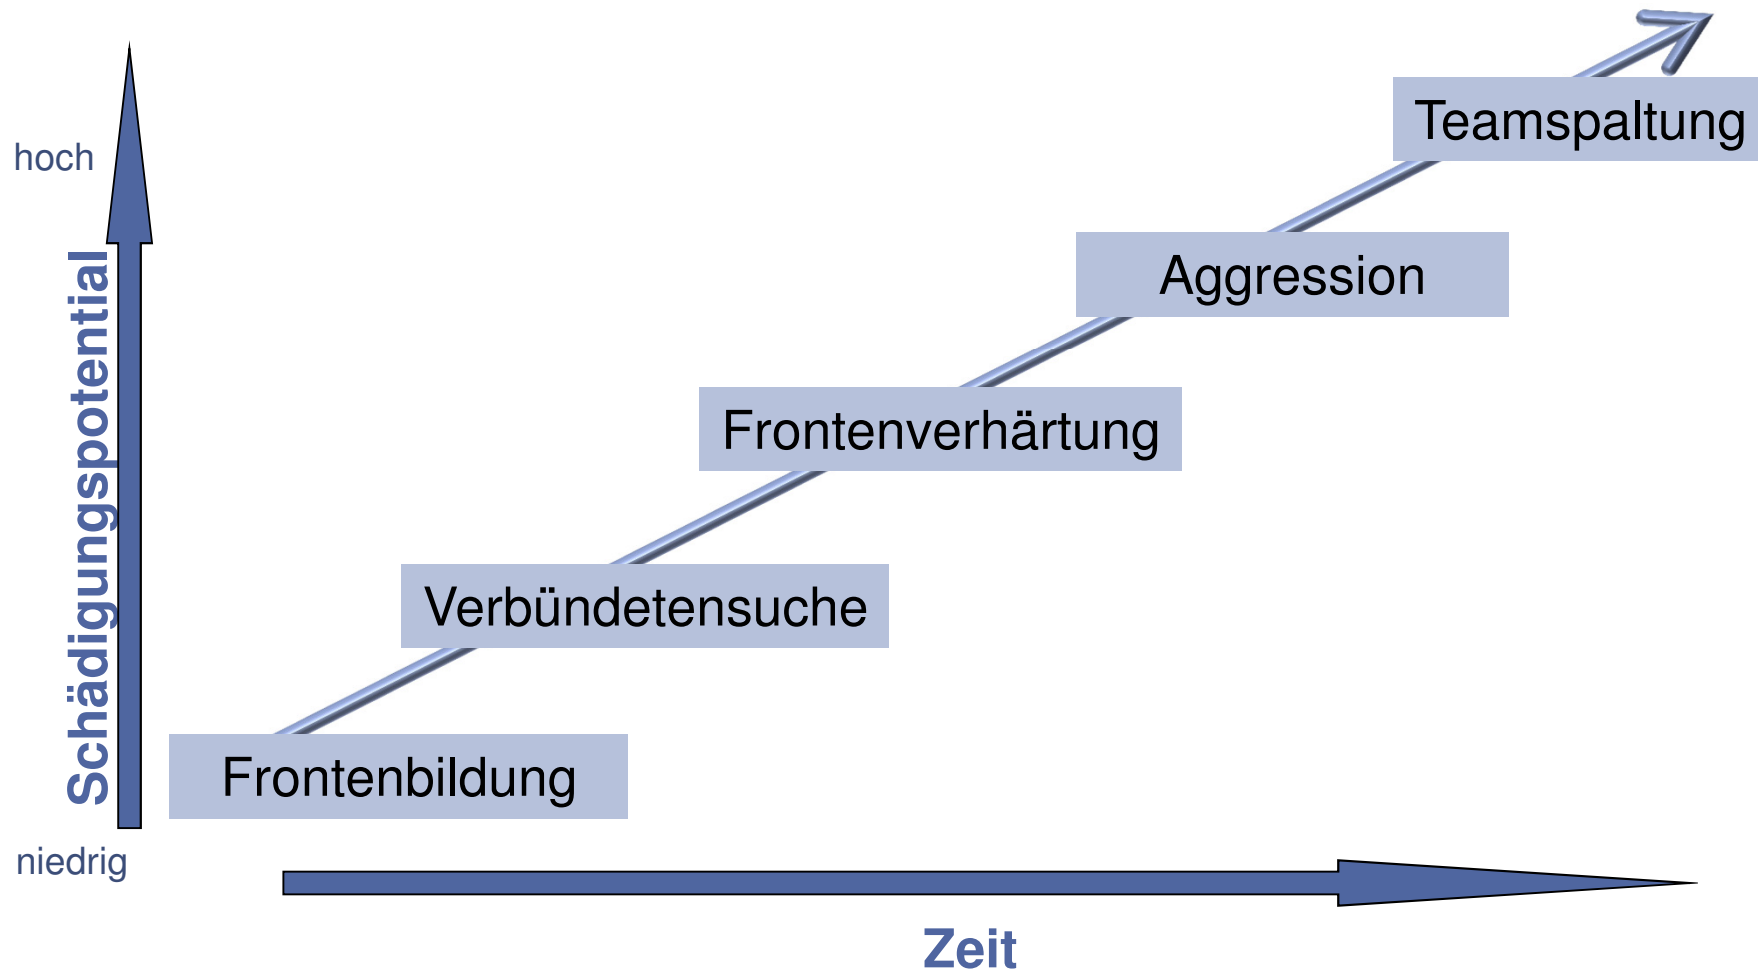 Teamspaltung
hoch
Aggression
Schädigungspotential
Frontenverhärtung
Verbündetensuche
Frontenbildung
niedrig
Zeit